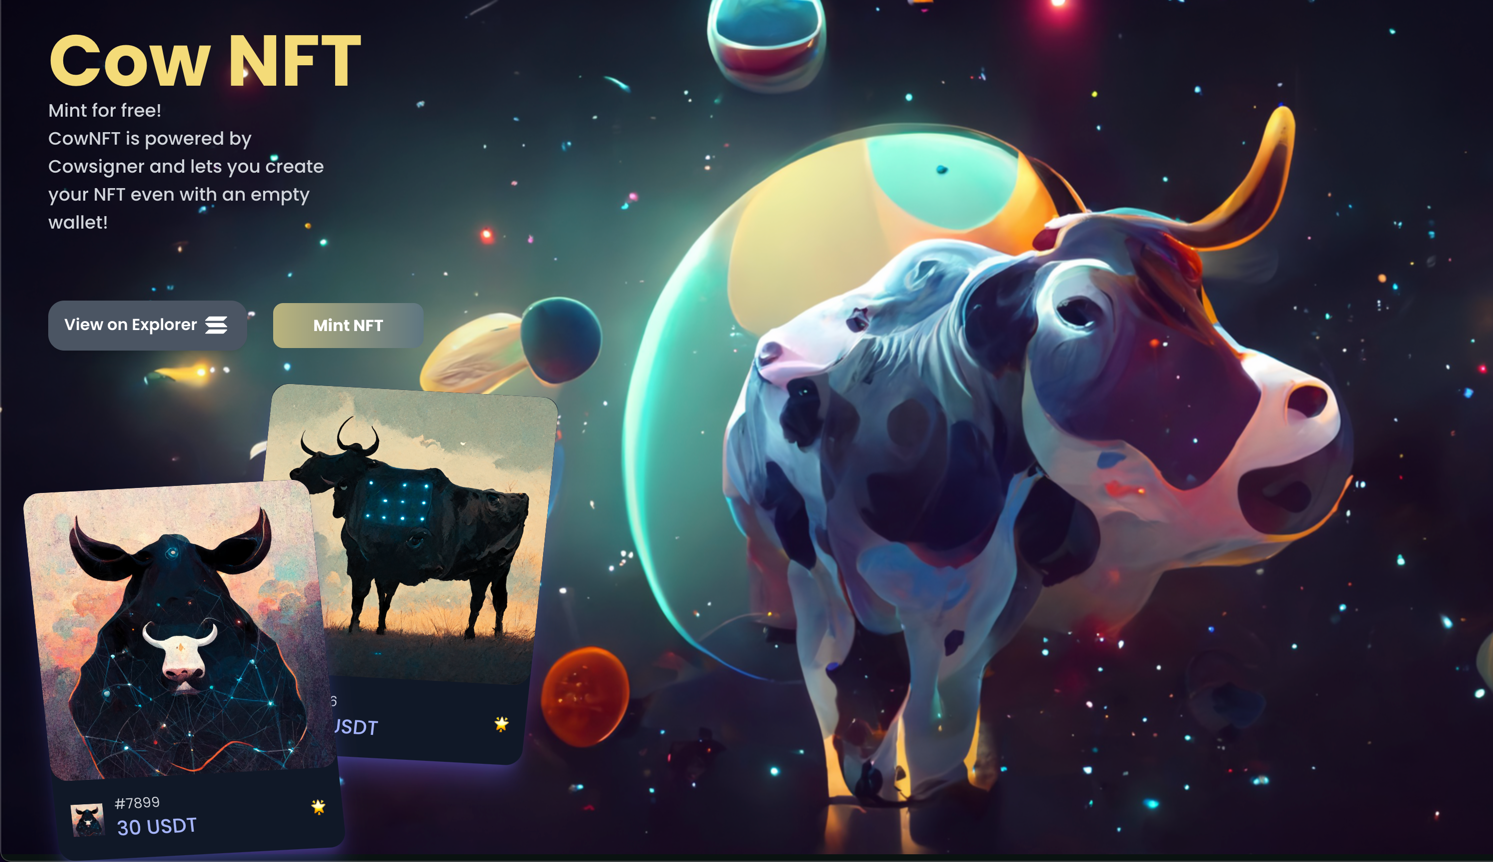 Cow NFT
Mint for free!
CowNFT is powered by
Cowsigner and lets you create
your NFT even with an empty
wallet!
View on Explorer
Mint NFT
6
USDT
#7899
30 USDT